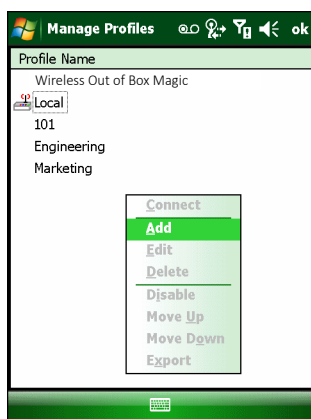 Manage Profiles ok
Profile Name
Wireless Out of Box Magic
Local
101
Engineering
Marketing
Connect
Add
Edit
Delete
Disable
Move Up
Move Down
Export